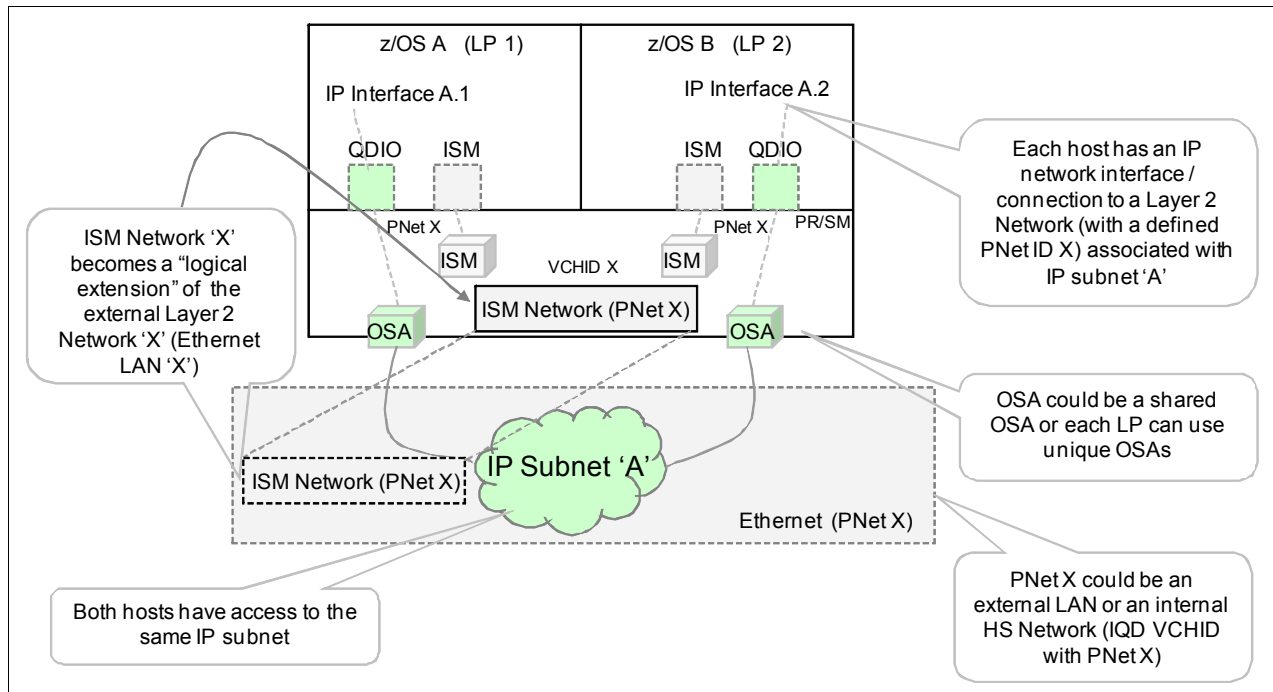 z/OS A (LP 1)
z/OS B (LP 2)
IP Interface A.1
IP Interface A.2
QDIO
ISM
ISM
QDIO
PNet X
PNet X
PR/SM
ISM
VCHID X
ISM
ISM Network (PNet X)
OSA
OSA
ISM Network ‘X’
becomes a “logical
extension” of the
external Layer 2
Network ‘X’ (Ethernet
LAN ‘X’)
Each host has an IP
network interface /
connection to a Layer 2
Network (with a defined
PNet ID X) associated with
IP subnet ‘A’
OSA could be a shared
OSA or each LP can use
unique OSAs
ISM Network (PNet X)
IP Subnet ‘A’
Ethernet (PNet X)
Both hosts have access to the
same IP subnet
PNet X could be an
external LAN or an internal
HS Network (IQD VCHID
with PNet X)